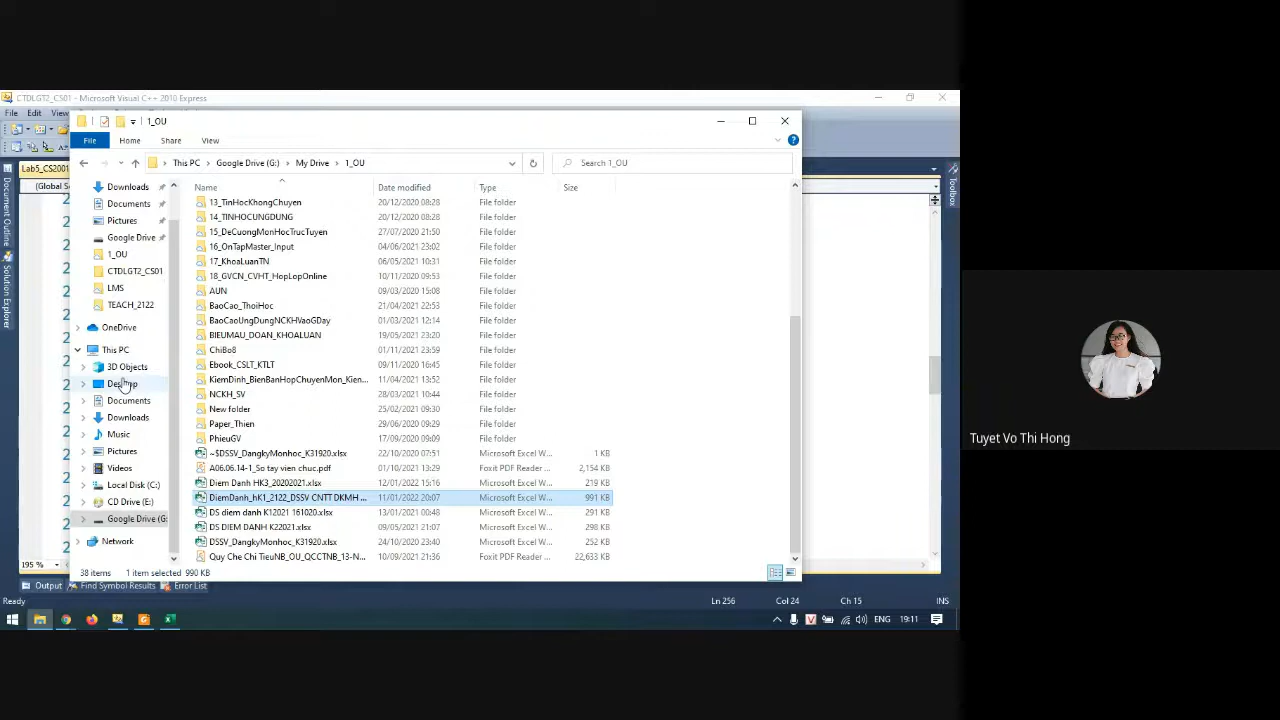 CTDLGT2_CS01 - Microsoft Visual C++ 2010 Express
File Edit View
1_OU
File Home Share View
This PC Google Drive (G:) My Drive 1_OU
Search 1_OU
Lab5_CS2001
(Global S
Document Outline
Solution Explorer
Toolbox
Downloads
Documents
Pictures
Google Drive
1_OU
CTDLGT2_CS01
LMS
TEACH_2122
OneDrive
This PC
3D Objects
Desktop
Documents
Downloads
Music
Pictures
Videos
Local Disk (C:)
CD Drive (E:)
Google Drive (G:
Network
Name Date modified Type Size
13_TinHocKhongChuyen 20/12/2020 08:28 File folder
14_TINHOCUNGDUNG 20/12/2020 08:28 File folder
15_DeCuongMonHocTrucTuyen 27/07/2020 21:50 File folder
16_OnTapMaster_Input 04/06/2021 23:02 File folder
17_KhoaLuanTN 06/05/2021 10:31 File folder
18_GVCN_CVHT_HopLopOnline 10/11/2020 09:53 File folder
AUN 09/03/2020 15:08 File folder
BaoCao_ThoiHoc 21/04/2021 22:53 File folder
BaoCaoUngDungNCKHVaoGDay 01/03/2021 12:14 File folder
BIEUMAU_DOAN_KHOALUAN 19/05/2021 23:20 File folder
ChiBo8 01/11/2021 23:59 File folder
Ebook_CSLT_KTLT 09/11/2020 16:45 File folder
KiemDinh_BienBanHopChuyenMon_Kien... 11/04/2021 13:52 File folder
NCKH_SV 28/03/2021 10:44 File folder
New folder 25/02/2021 09:30 File folder
Paper_Thien 29/06/2020 09:29 File folder
PhieuGV 17/09/2020 09:09 File folder
~$DSSV_DangkyMonhoc_K31920.xlsx 22/10/2020 07:51 Microsoft Excel W... 1 KB
A06.06.14-1_So tay vien chuc.pdf 01/10/2021 13:29 Foxit PDF Reader ... 2,154 KB
Diem Danh HK3_20202021.xlsx 12/01/2022 15:16 Microsoft Excel W... 219 KB
DiemDanh_hK1_2122_DSSV CNTT DKMH ... 11/01/2022 20:07 Microsoft Excel W... 991 KB
DS diem danh K12021 161020.xlsx 13/01/2021 00:48 Microsoft Excel W... 291 KB
DS DIEM DANH K22021.xlsx 09/05/2021 21:07 Microsoft Excel W... 298 KB
DSSV_DangkyMonhoc_K31920.xlsx 24/10/2020 23:40 Microsoft Excel W... 252 KB
Quy Che Chi TieuNB_OU_QCCTNB_13-N... 10/09/2021 21:36 Foxit PDF Reader ... 22,633 KB
38 items 1 item selected 990 KB
195 %
Output Find Symbol Results Error List
Ready Ln 256 Col 24 Ch 15 INS
ENG 19:11
Tuyet Vo Thi Hong